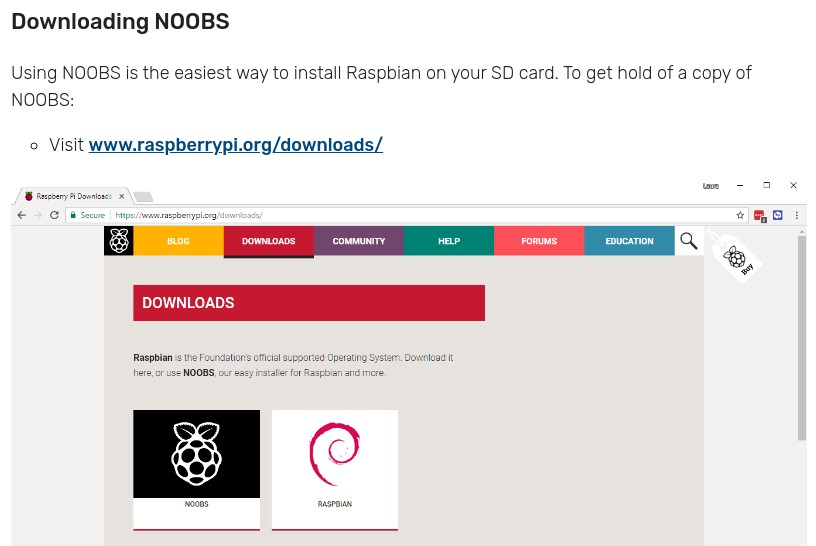 Downloading NOOBS
Using NOOBS is the easiest way to install Raspbian on your SD card. To get hold of a copy of
NOOBS:
Visit www.raspberrypi.org/downloads/
Laura
Raspberry Pi Downloads
Secure https://www.raspberrypi.org/downloads/
BLOG DOWNLOADS COMMUNITY HELP FORUMS EDUCATION
Buy
DOWNLOADS
Raspbian is the Foundation's official supported Operating System. Download it
here, or use NOOBS, our easy installer for Raspbian and more.
NOOBS RASPBIAN